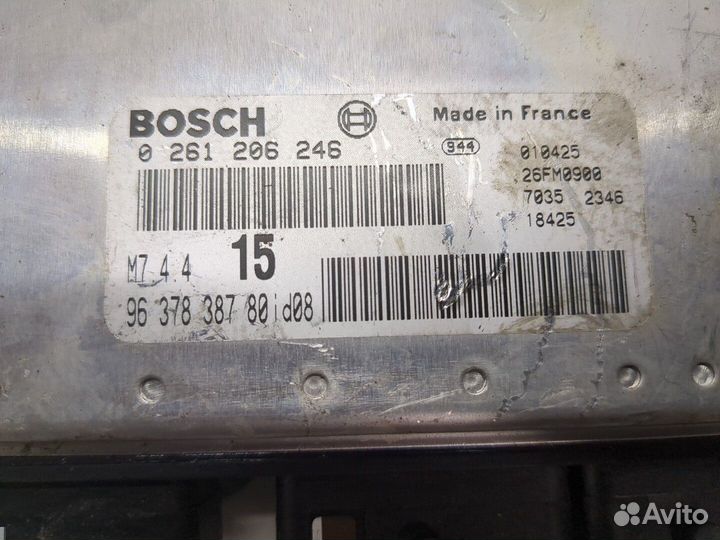 BOSCH
Made in France
0 261 206 246
944
010425
26FM0900
7035 2346
18425
15
M7.4.4
96 378 387 80 id08
Avito